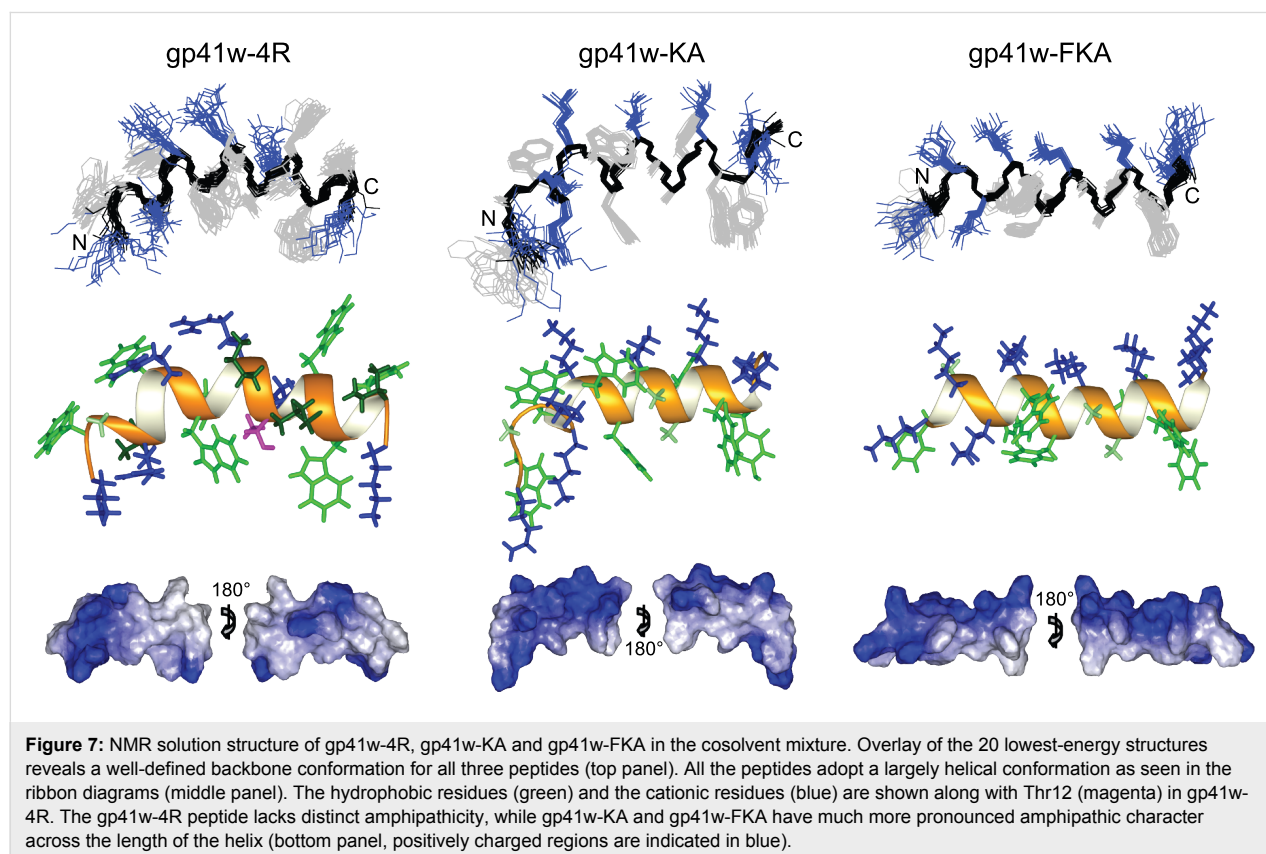 gp41w-4R
gp41w-KA
gp41w-FKA
N
C
N
C
N
C
180°
180°
180°
180°
Figure 7: NMR solution structure of gp41w-4R, gp41w-KA and gp41w-FKA in the cosolvent mixture. Overlay of the 20 lowest-energy structures
reveals a well-defined backbone conformation for all three peptides (top panel). All the peptides adopt a largely helical conformation as seen in the
ribbon diagrams (middle panel). The hydrophobic residues (green) and the cationic residues (blue) are shown along with Thr12 (magenta) in gp41w-
4R. The gp41w-4R peptide lacks distinct amphipathicity, while gp41w-KA and gp41w-FKA have much more pronounced amphipathic character
across the length of the helix (bottom panel, positively charged regions are indicated in blue).